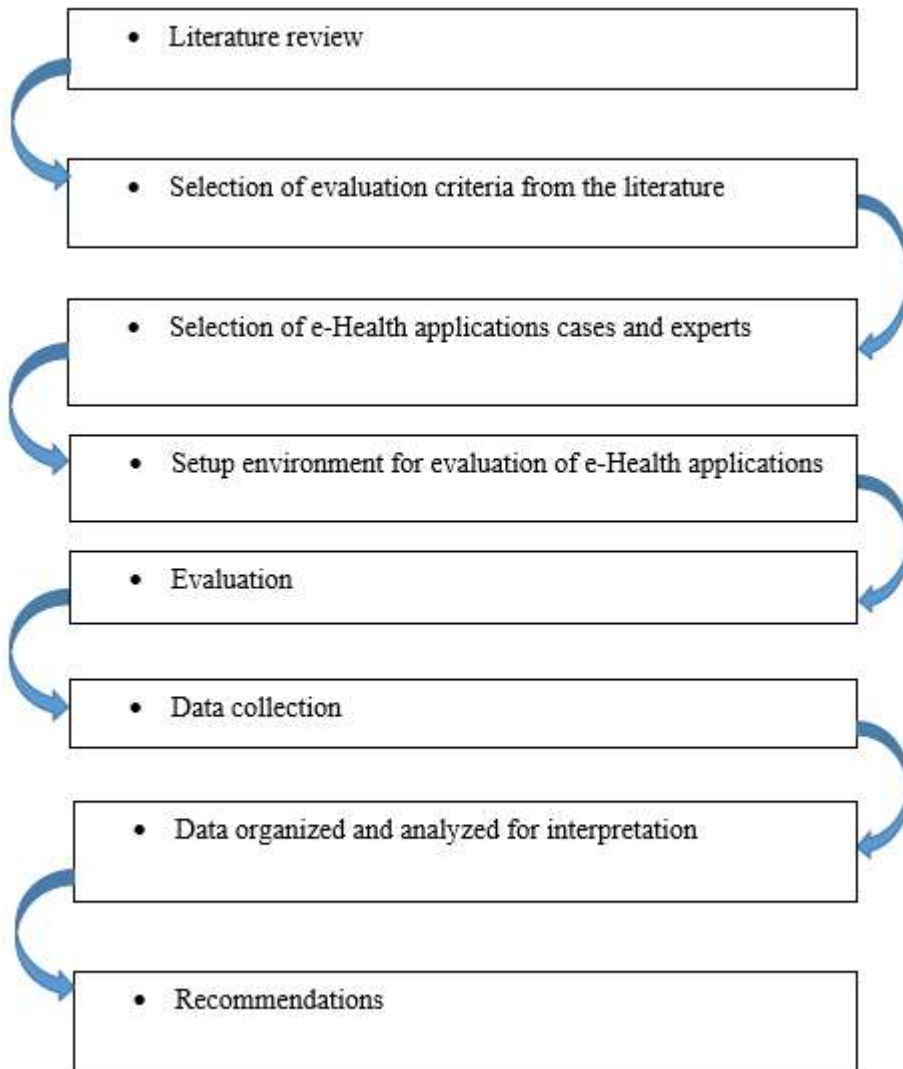 • Literature review
• Selection of evaluation criteria from the literature
• Selection of e-Health applications cases and experts
• Setup environment for evaluation of e-Health applications
• Evaluation
• Data collection
• Data organized and analyzed for interpretation
• Recommendations